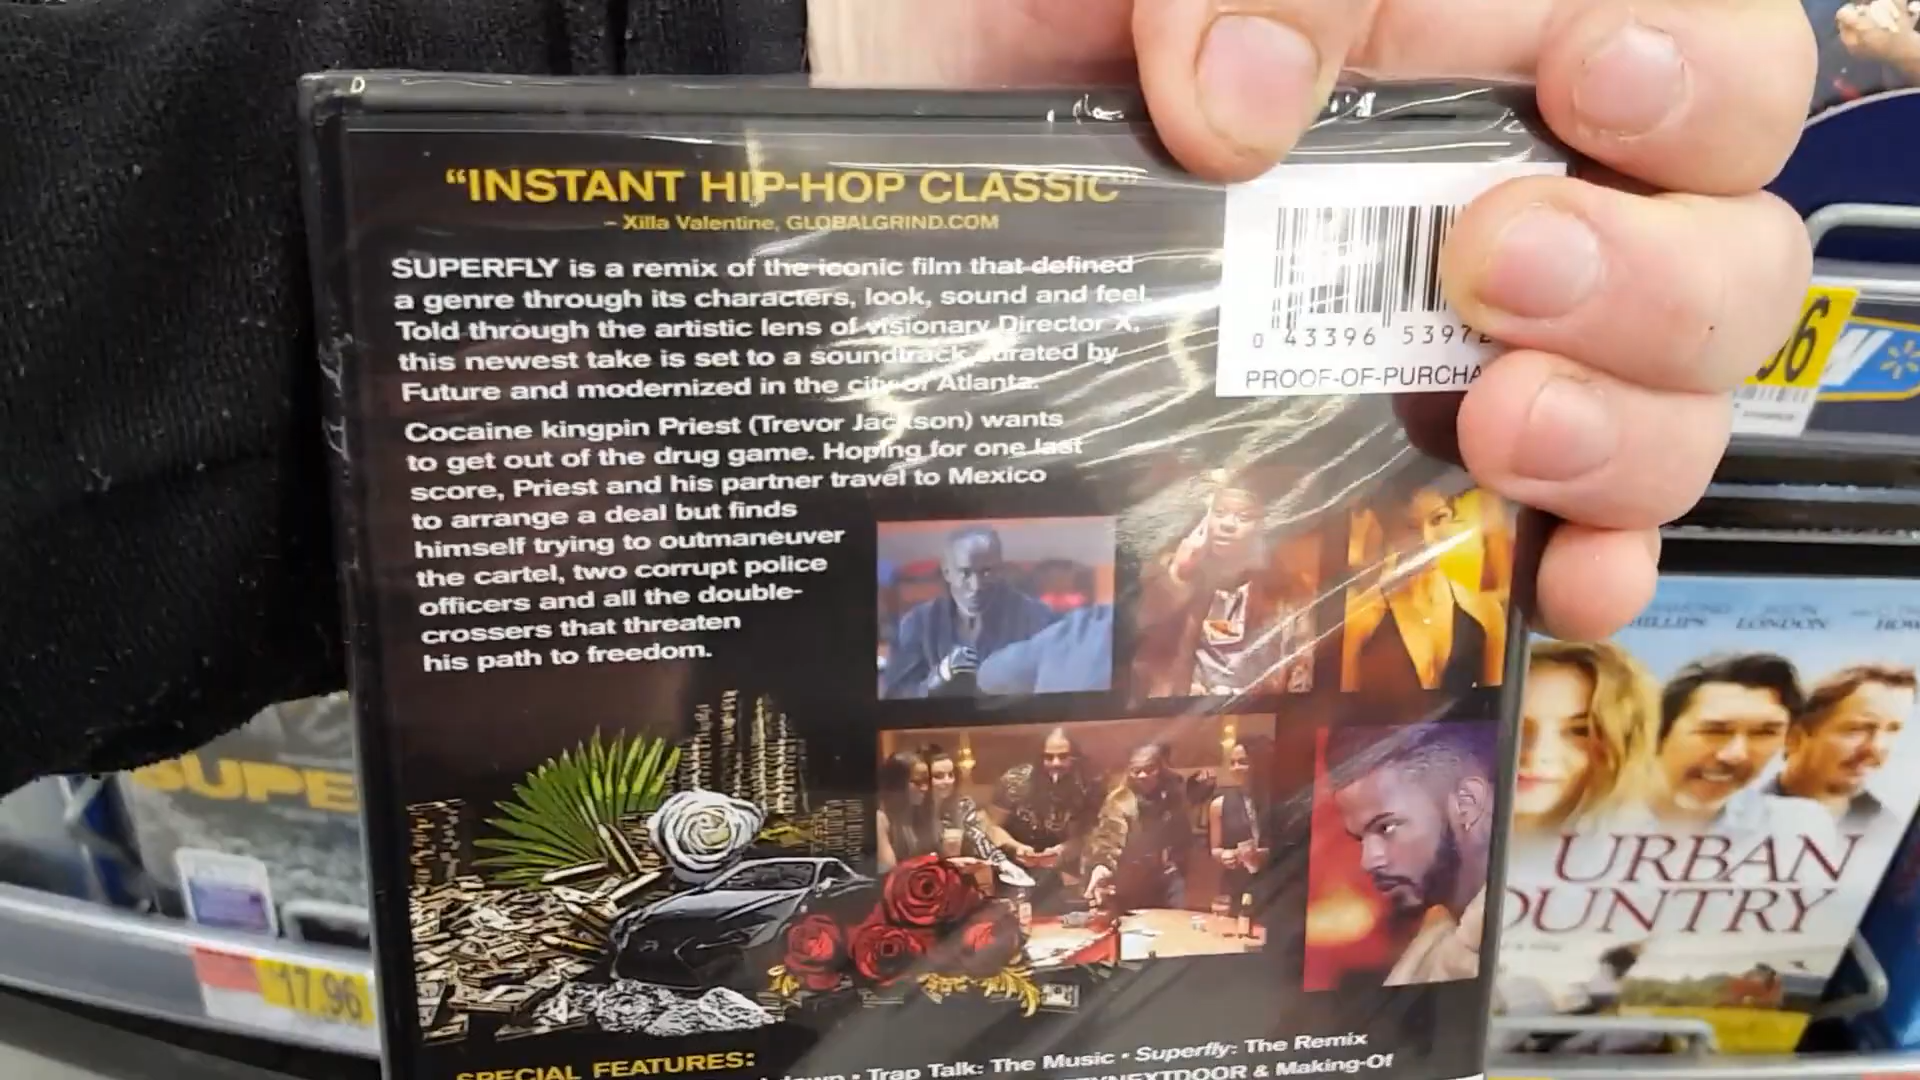 D
“INSTANT HIP-HOP CLASSIC”
– Xilla Valentine, GLOBALGRIND.COM
SUPERFLY is a remix of the iconic film that defined
a genre through its characters, look, sound and feel.
Told through the artistic lens of visionary Director X,
this newest take is set to a soundtrack curated by
Future and modernized in the city of Atlanta.
Cocaine kingpin Priest (Trevor Jackson) wants
to get out of the drug game. Hoping for one last
score, Priest and his partner travel to Mexico
to arrange a deal but finds
himself trying to outmaneuver
the cartel, two corrupt police
officers and all the double-
crossers that threaten
his path to freedom.
0 43396 5397
PROOF-OF-PURCHA
SPECIAL FEATURES:
• Trap Talk: The Music • Superfly: The Remix
& Making-Of
SUPE
17.96
96
LONDON
URBAN
OUNTRY